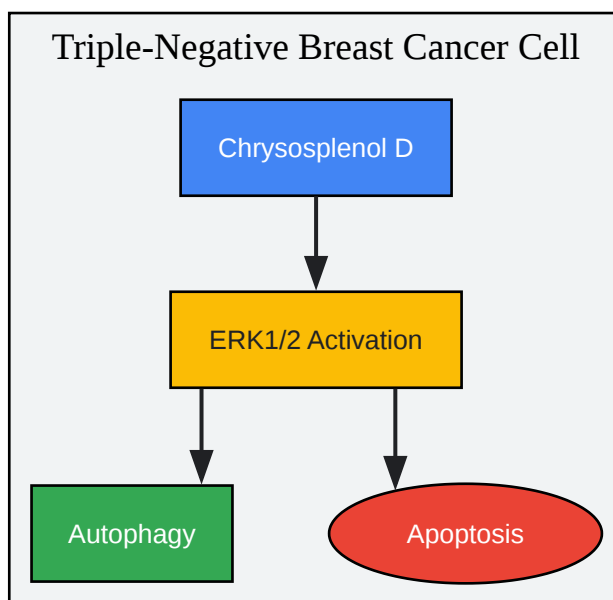 Triple-Negative Breast Cancer Cell
Chrysosplenol D
ERK1/2 Activation
Autophagy
Apoptosis